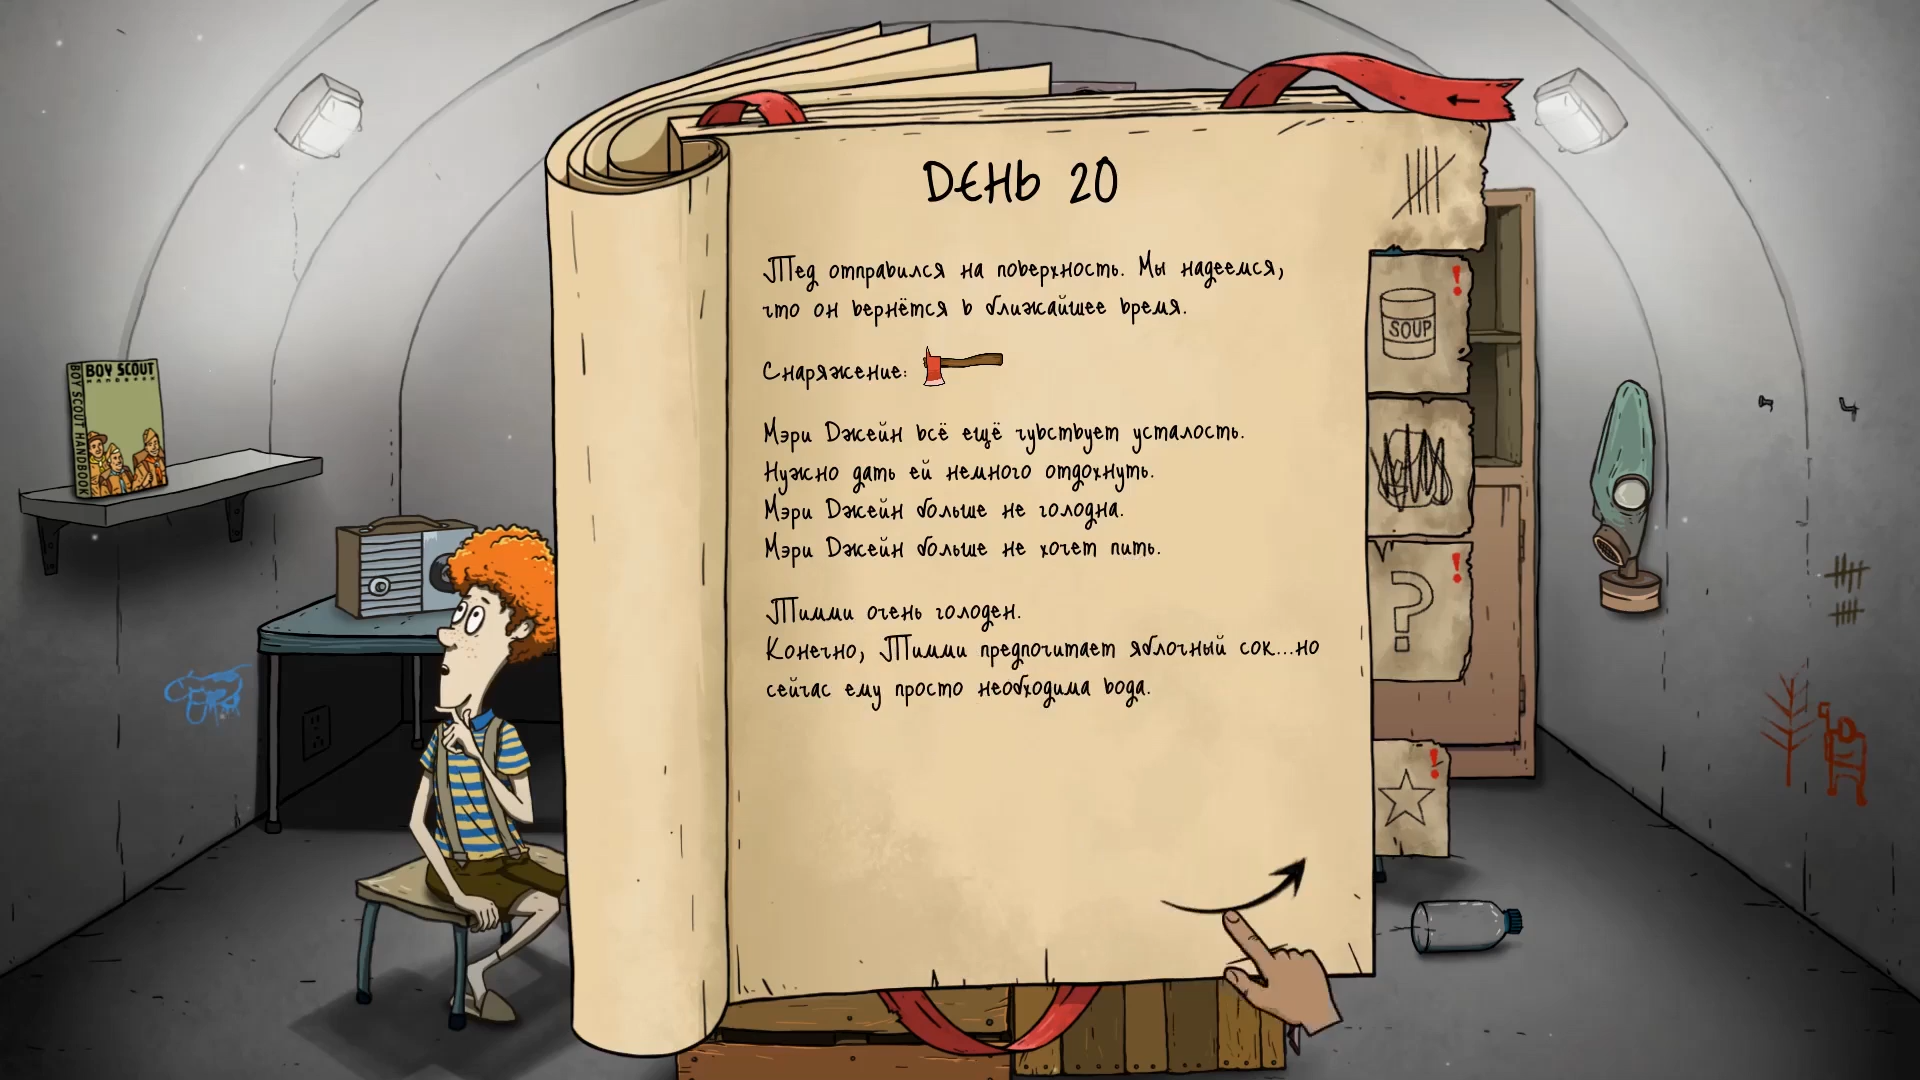 ДЕНЬ 20
Тед отправился на поверхность. Мы надеемся,
что он вернётся в ближайшее время.
Снаряжение:
Мэри Джейн всё ещё чувствует усталость.
Нужно дать ей немного отдохнуть.
Мэри Джейн больше не голодна.
Мэри Джейн больше не хочет пить.
Тимми очень голоден.
Конечно, Тимми предпочитает яблочный сок...но
сейчас ему просто необходима вода.
!
SOUP
!
?
!
BOY SCOUT
HANDBOOK
BOY SCOUT HANDBOOK